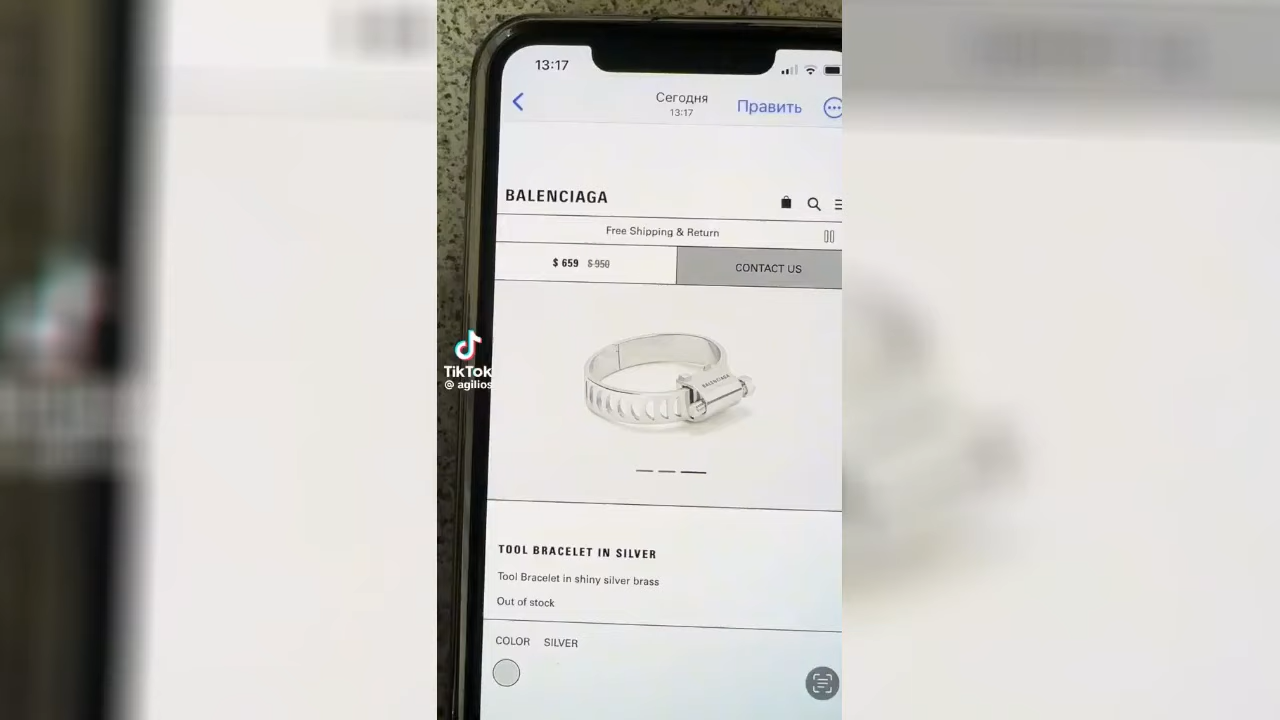 13:17
Сегодня
13:17
Править
BALENCIAGA
Free Shipping & Return
$ 659 $ 950
CONTACT US
BALENCIAGA
TikTok
@ agilios
TOOL BRACELET IN SILVER
Tool Bracelet in shiny silver brass
Out of stock
COLOR SILVER